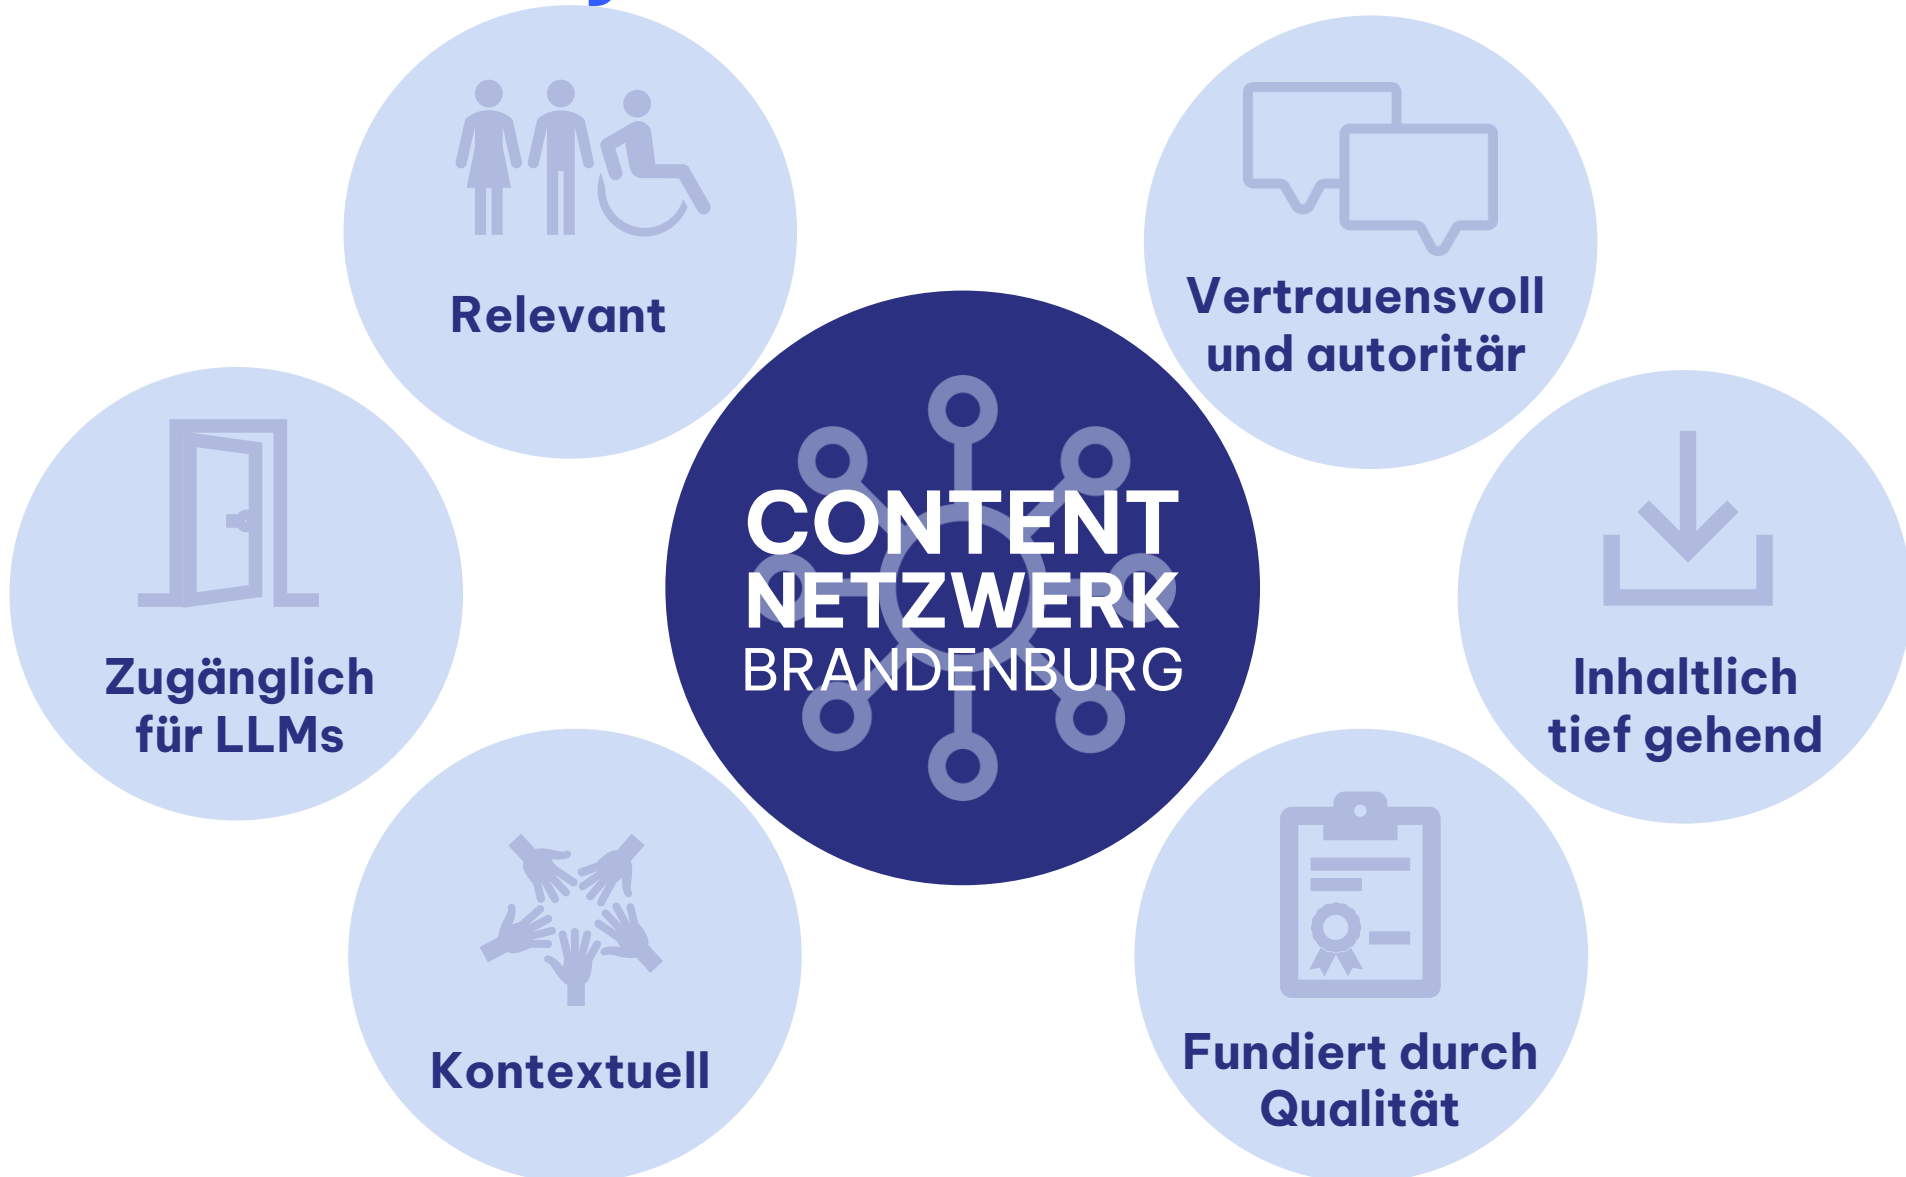 Relevant
Vertrauensvoll
und autoritär
Zugänglich
für LLMs
CONTENT
NETZWERK
BRANDENBURG
Inhaltlich
tief gehend
Kontextuell
Fundiert durch
Qualität